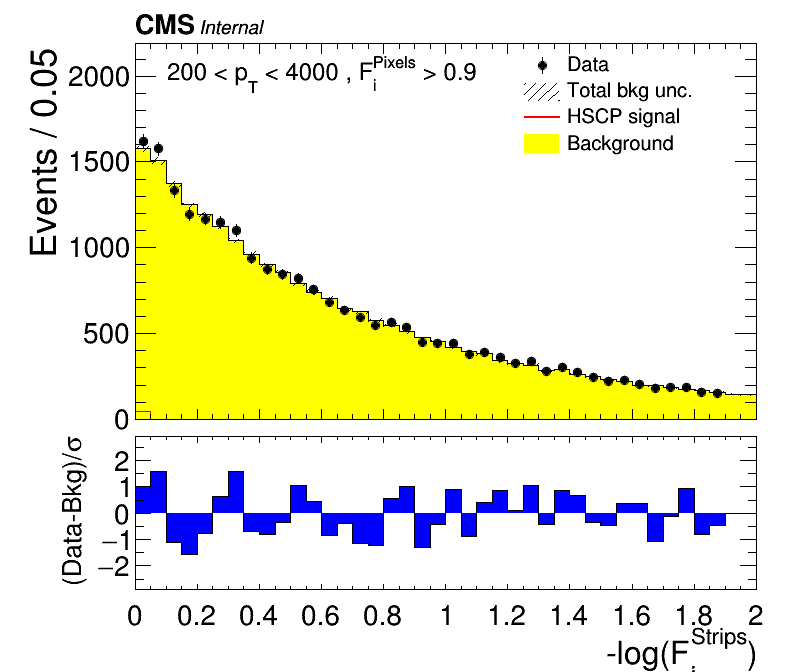 CMS Internal
200 < p_T < 4000 , F_i^Pixels > 0.9
Data
Total bkg unc.
HSCP signal
Background
Events / 0.05
2000
1500
1000
500
0
(Data-Bkg)/σ
2
1
0
−1
−2
0 0.2 0.4 0.6 0.8 1 1.2 1.4 1.6 1.8 2
-log(F_i^Strips)